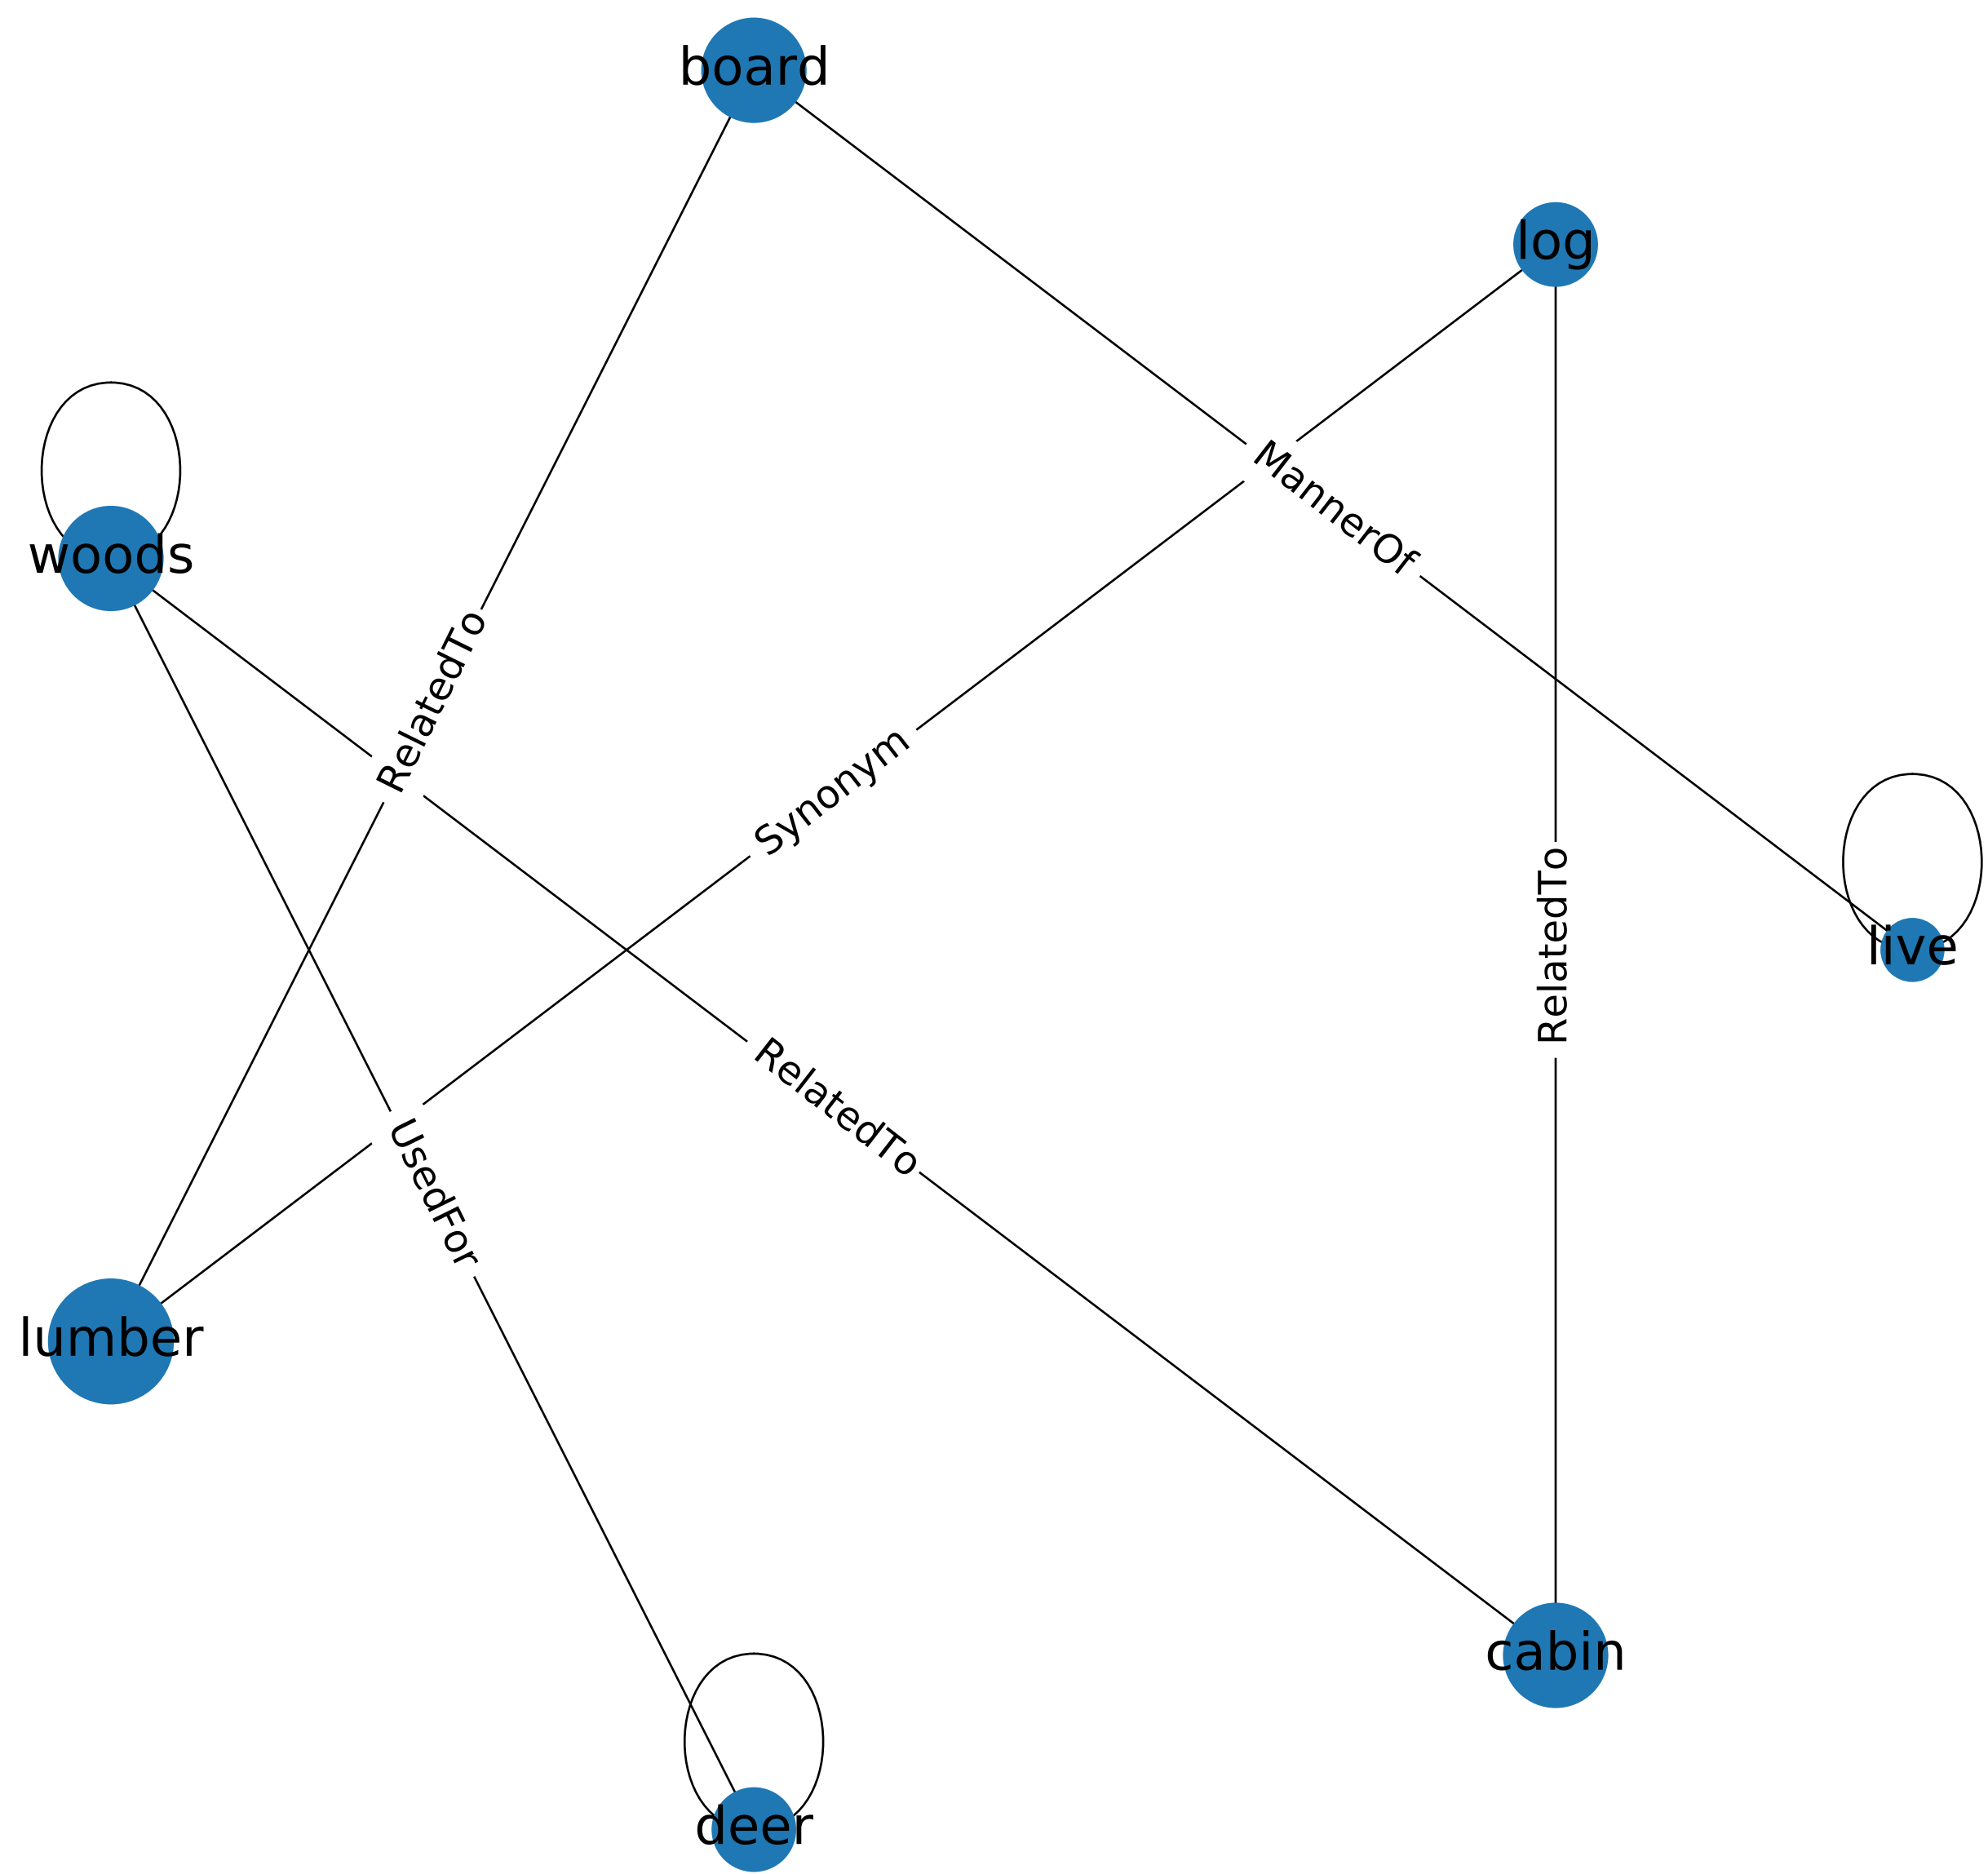 board
log
MannerOf
woods
RelatedTo
Synonym
RelatedTo
live
RelatedTo
UsedFor
lumber
cabin
deer